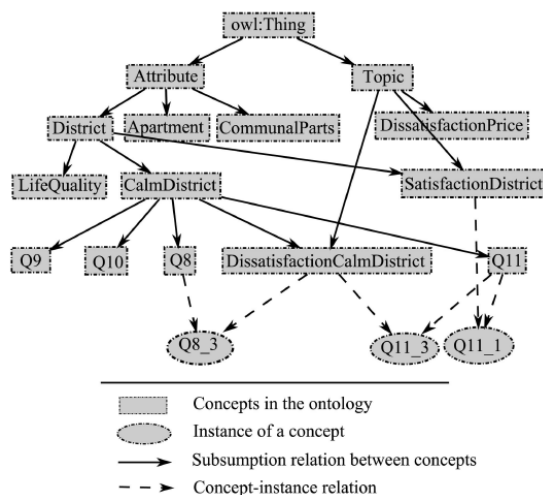 owl:Thing
Attribute
Topic
District
Apartment
CommunalParts
DissatisfactionPrice
LifeQuality
CalmDistrict
SatisfactionDistrict
Q9
Q10
Q8
DissatisfactionCalmDistrict
Q11
Q8_3
Q11_3
Q11_1
Concepts in the ontology
Instance of a concept
Subsumption relation between concepts
Concept-instance relation